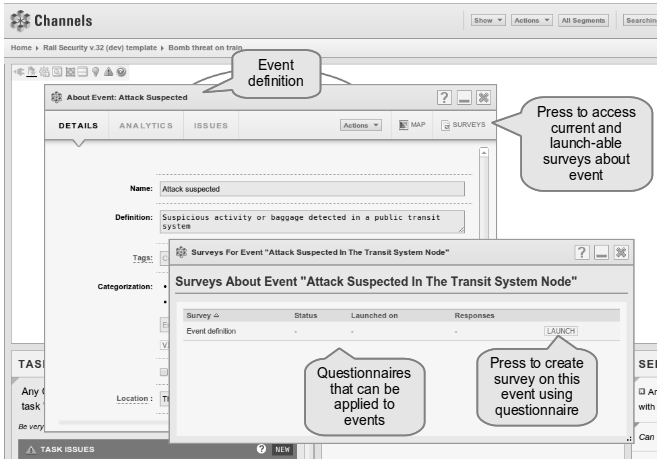 Channels
Show
Actions
All Segments
Searchin
Home
Rail Security v.32 (dev) template
Bomb threat on train
Event
definition
About Event: Attack Suspected
?
DETAILS
ANALYTICS
ISSUES
Actions
MAP
SURVEYS
Press to access
current and
launch-able
surveys about
event
Name:
Attack suspected
Definition:
Suspicious activity or baggage detected in a public transit
system
Tags:
Categorization:
Location :
Surveys For Event "Attack Suspected In The Transit System Node"
?
Surveys About Event "Attack Suspected In The Transit System Node"
Survey
Status
Launched on
Responses
Event definition
-
-
-
LAUNCH
Questionnaires
that can be
applied to
events
Press to create
survey on this
event using
questionnaire
TAS
Any
task
Be very
TASK ISSUES
?
NEW
SE
Ar
with
Can